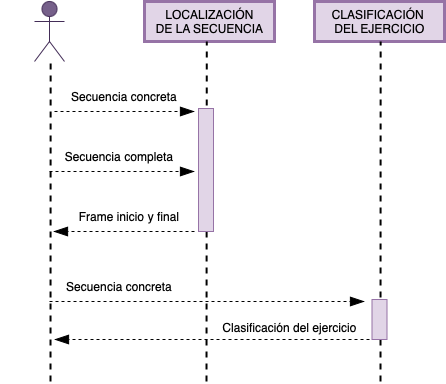 LOCALIZACIÓN
DE LA SECUENCIA
CLASIFICACIÓN
DEL EJERCICIO
Secuencia concreta
Secuencia completa
Frame inicio y final
Secuencia concreta
Clasificación del ejercicio